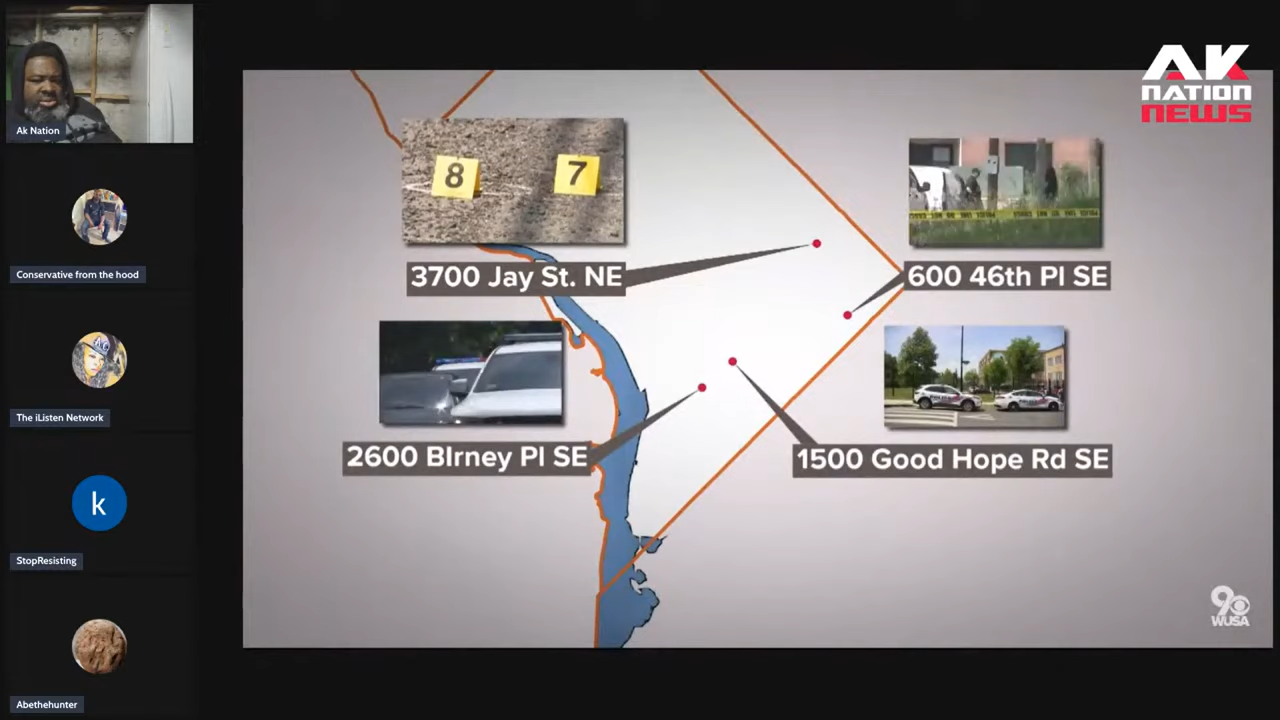 Ak Nation
Conservative from the hood
The iListen Network
k
StopResisting
Abethehunter
AK
NATION
NEWS
8
7
3700 Jay St. NE
600 46th Pl SE
2600 BIrney Pl SE
1500 Good Hope Rd SE
9
WUSA